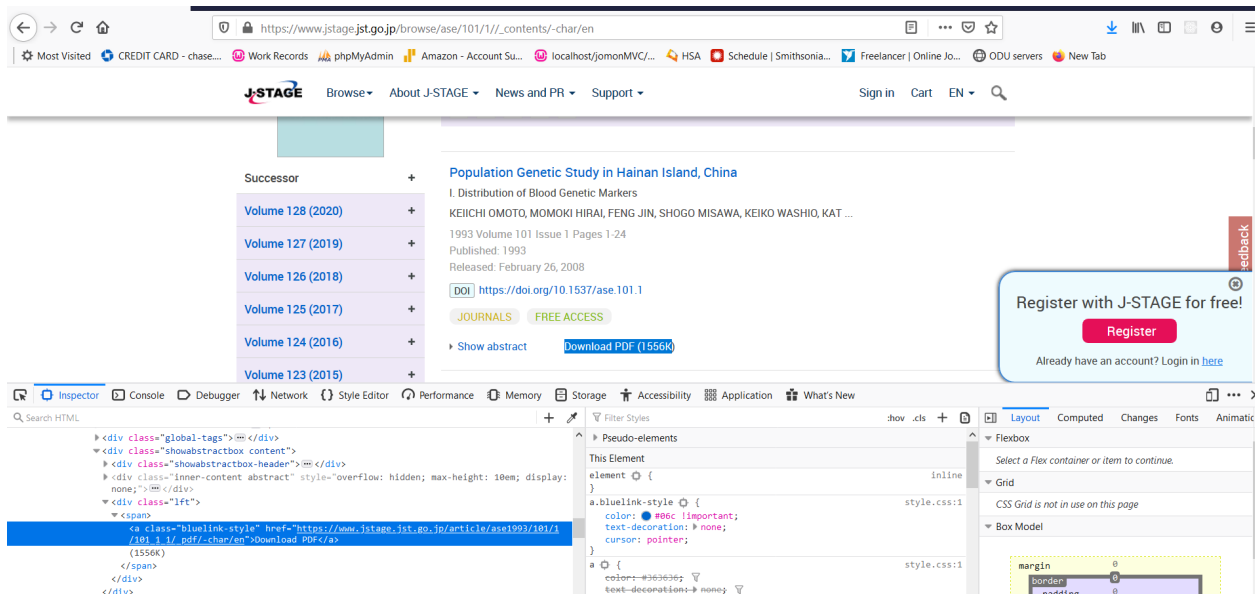 https://www.jstage.jst.go.jp/browse/ase/101/1//_contents/-char/en
Most Visited CREDIT CARD - chase.... Work Records phpMyAdmin Amazon - Account Su... localhost/jomonMVC/... HSA Schedule | Smithsonia... Freelancer | Online Jo... ODU servers New Tab
J-STAGE Browse About J-STAGE News and PR Support Sign in Cart EN
Successor +
Volume 128 (2020) +
Volume 127 (2019) +
Volume 126 (2018) +
Volume 125 (2017) +
Volume 124 (2016) +
Volume 123 (2015) +
Population Genetic Study in Hainan Island, China
I. Distribution of Blood Genetic Markers
KEIICHI OMOTO, MOMOKI HIRAI, FENG JIN, SHOGO MISAWA, KEIKO WASHIO, KAT ...
1993 Volume 101 Issue 1 Pages 1-24
Published: 1993
Released: February 26, 2008
DOI https://doi.org/10.1537/ase.101.1
JOURNALS FREE ACCESS
Show abstract Download PDF (1556K)
edback
Register with J-STAGE for free!
Register
Already have an account? Login in here
Inspector Console Debugger Network {} Style Editor Performance Memory Storage Accessibility Application What's New
Search HTML
<div class="global-tags"> </div>
<div class="showabstractbox content">
<div class="showabstractbox-header"> </div>
<div class="inner-content abstract" style="overflow: hidden; max-height: 10em; display:
none;"> </div>
<div class="lft">
<span>
<a class="bluelink-style" href="https://www.jstage.jst.go.jp/article/ase1993/101/1
/101_1_1/_pdf/-char/en">Download PDF</a>
(1556K)
</span>
</div>
</div>
Filter Styles :hov .cls +
Pseudo-elements
This Element
element { inline
}
a.bluelink-style { style.css:1
color: #06c !important;
text-decoration: none;
cursor: pointer;
}
a { style.css:1
color: #363636;
text-decoration: none;
Layout Computed Changes Fonts Animatic
Flexbox
Select a Flex container or item to continue.
Grid
CSS Grid is not in use on this page
Box Model
margin 0
border 0
padding 0